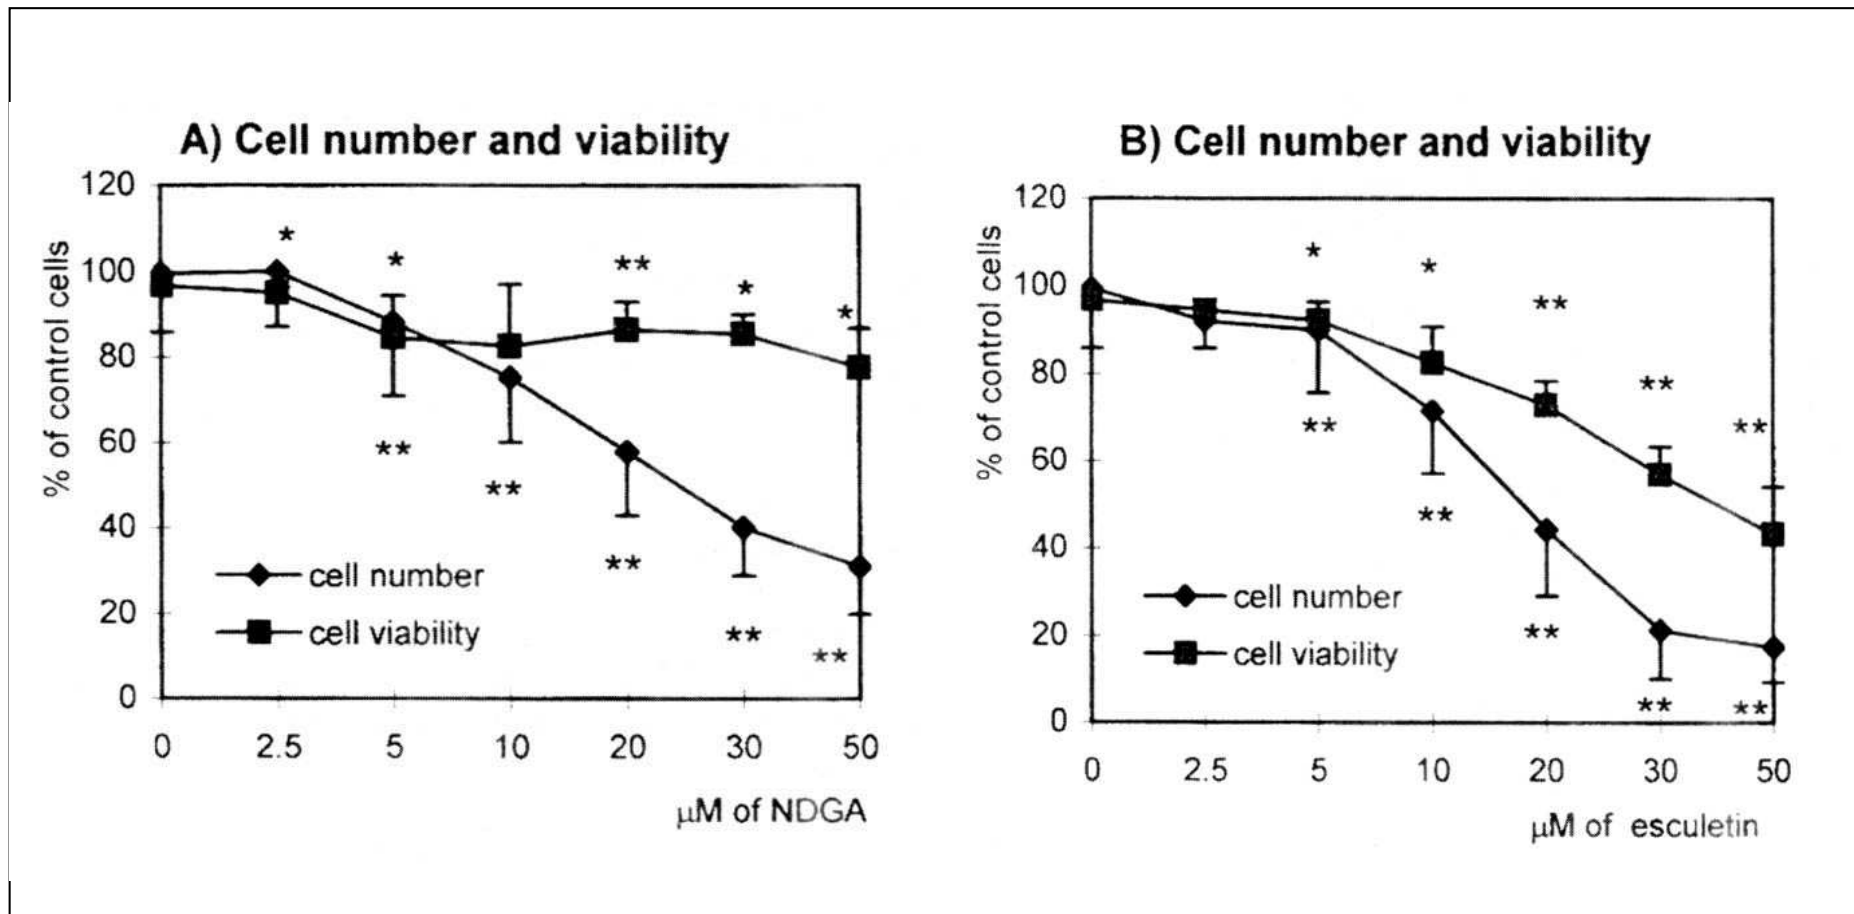 A) Cell number and viability
120
100
80
60
40
20
0
% of control cells
* * ** * *
** ** ** ** **
cell number
cell viability
0 2.5 5 10 20 30 50
µM of NDGA
B) Cell number and viability
120
100
80
60
40
20
0
% of control cells
* * ** ** **
** ** ** ** **
cell number
cell viability
0 2.5 5 10 20 30 50
µM of esculetin